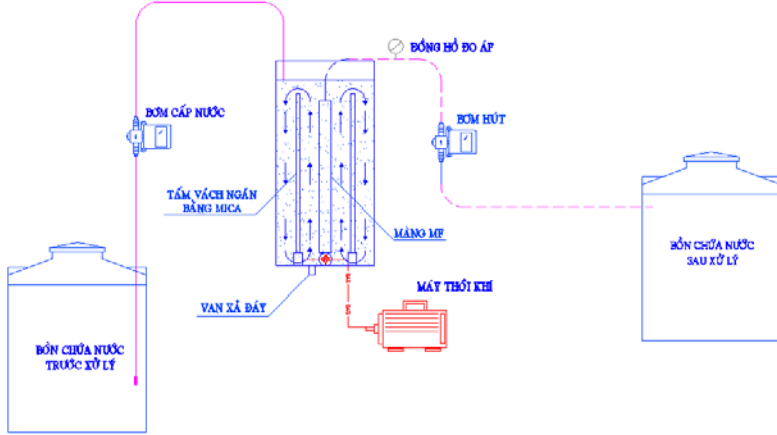 ĐỒNG HỒ ĐO ÁP
BƠM CẤP NƯỚC
BƠM HÚT
TẤM VÁCH NGĂN
BẰNG MICA
MÀNG MF
BỒN CHỨA NƯỚC
SAU XỬ LÝ
VAN XẢ ĐÁY
MÁY THỔI KHÍ
BỒN CHỨA NƯỚC
TRƯỚC XỬ LÝ